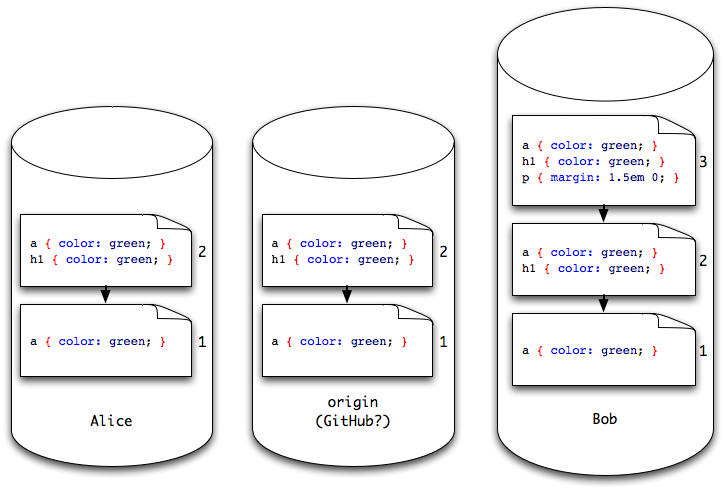 a { color: green; }
h1 { color: green; }
2
a { color: green; }
1
Alice
a { color: green; }
h1 { color: green; }
2
a { color: green; }
1
origin
(GitHub?)
a { color: green; }
h1 { color: green; }
p { margin: 1.5em 0; }
3
a { color: green; }
h1 { color: green; }
2
a { color: green; }
1
Bob